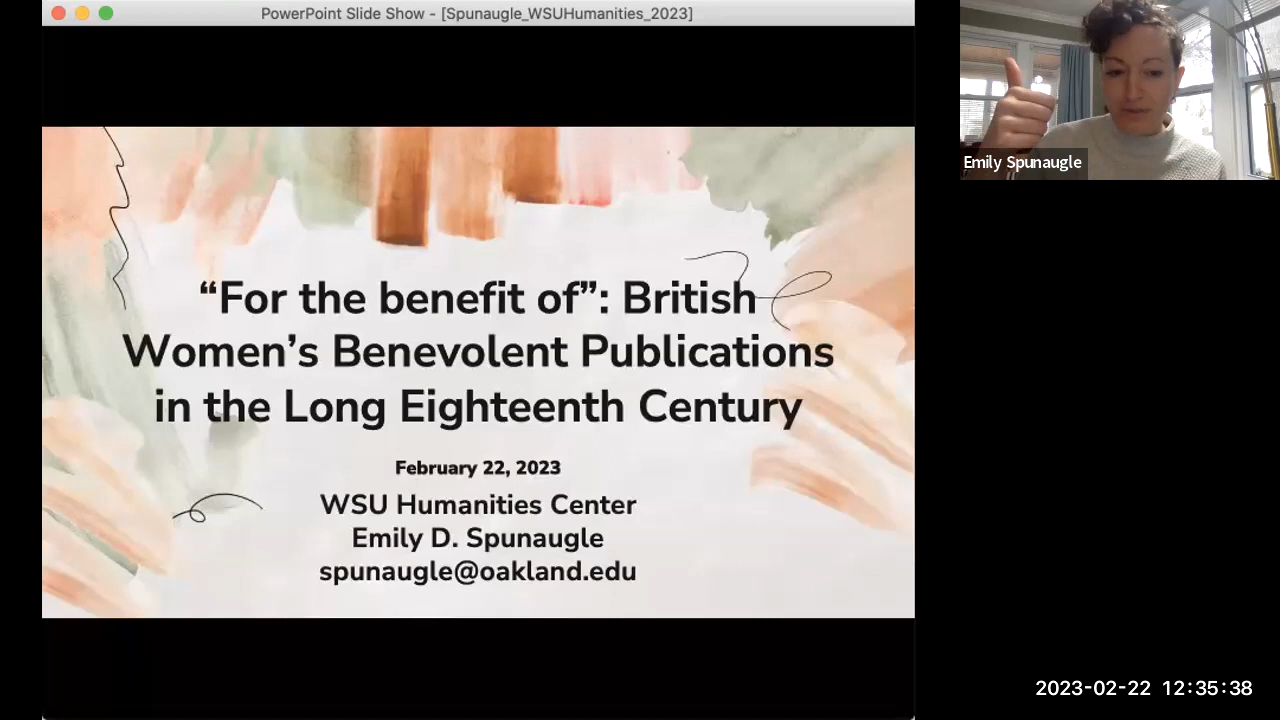 PowerPoint Slide Show - [Spunaugle_WSUHumanities_2023]
“For the benefit of”: British
Women’s Benevolent Publications
in the Long Eighteenth Century
February 22, 2023
WSU Humanities Center
Emily D. Spunaugle
spunaugle@oakland.edu
Emily Spunaugle
2023-02-22 12:35:38